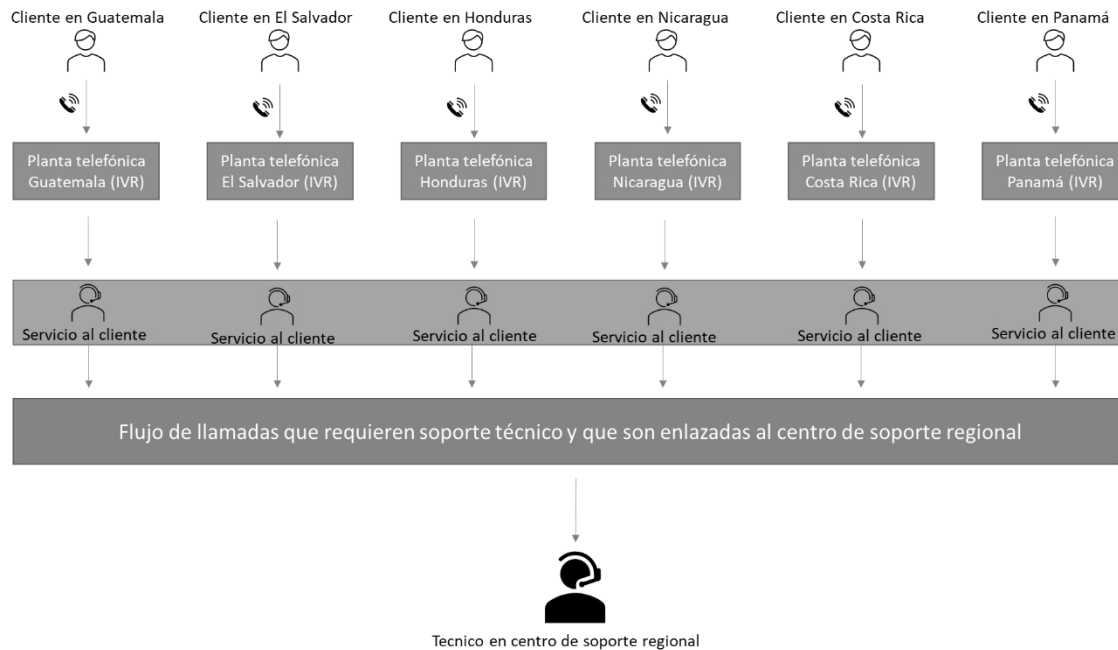 Cliente en Guatemala
Cliente en El Salvador
Cliente en Honduras
Cliente en Nicaragua
Cliente en Costa Rica
Cliente en Panamá
Planta telefónica
Guatemala (IVR)
Planta telefónica
El Salvador (IVR)
Planta telefónica
Honduras (IVR)
Planta telefónica
Nicaragua (IVR)
Planta telefónica
Costa Rica (IVR)
Planta telefónica
Panamá (IVR)
Servicio al cliente
Servicio al cliente
Servicio al cliente
Servicio al cliente
Servicio al cliente
Servicio al cliente
Flujo de llamadas que requieren soporte técnico y que son enlazadas al centro de soporte regional
Tecnico en centro de soporte regional